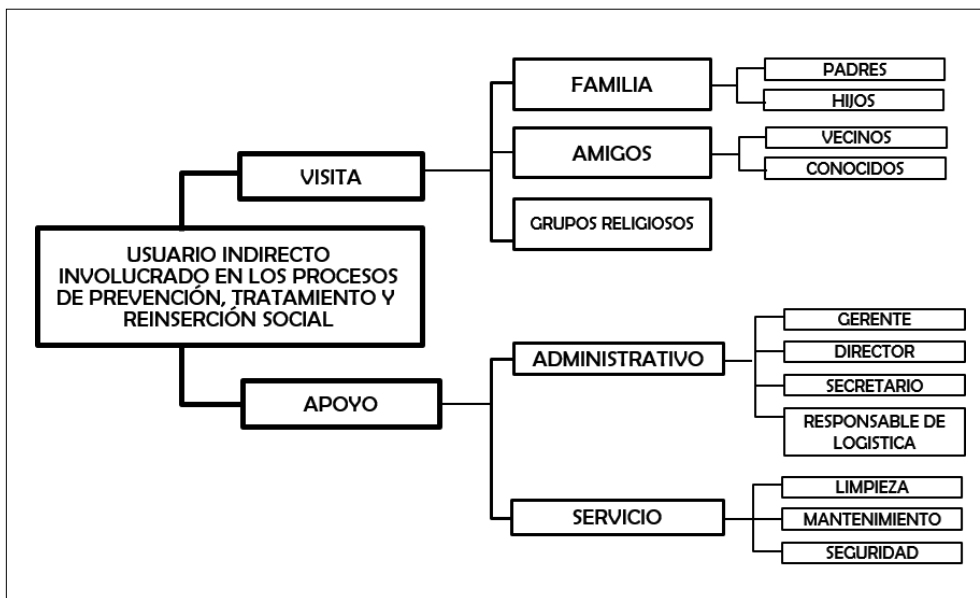 FAMILIA
PADRES
HIJOS
AMIGOS
VECINOS
CONOCIDOS
VISITA
GRUPOS RELIGIOSOS
USUARIO INDIRECTO
INVOLUCRADO EN LOS PROCESOS
DE PREVENCIÓN, TRATAMIENTO Y
REINSERCIÓN SOCIAL
APOYO
ADMINISTRATIVO
GERENTE
DIRECTOR
SECRETARIO
RESPONSABLE DE
LOGISTICA
SERVICIO
LIMPIEZA
MANTENIMIENTO
SEGURIDAD